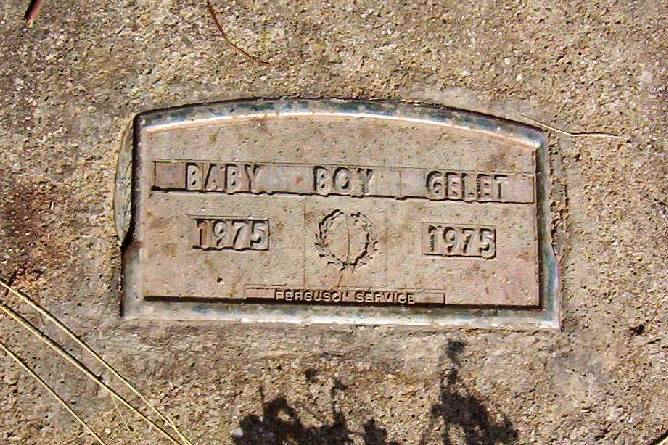 BABY BOY GELET
1975 1975
FERGUSON SERVICE